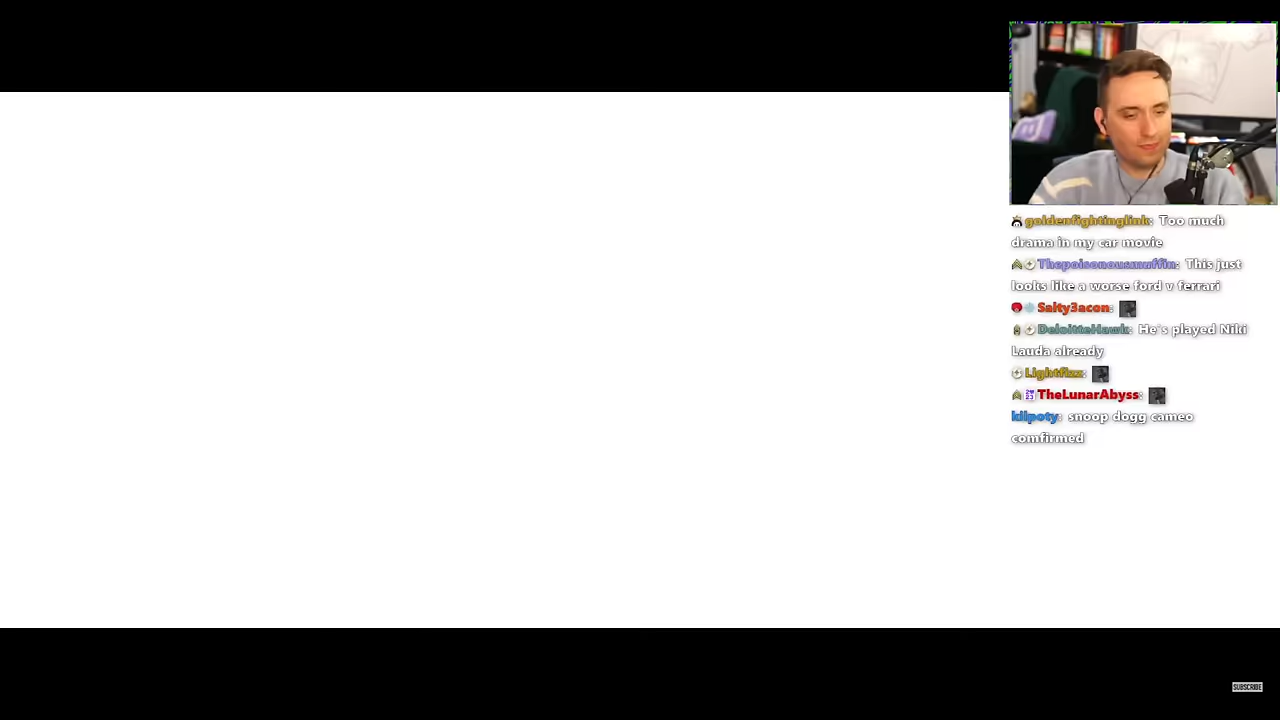 goldenfightinglink: Too much
drama in my car movie
Thepoisonousmuffin: This just
looks like a worse ford v ferrari
Salty3acon:
DeloitteHawk: He's played Niki
Lauda already
Lightfizz:
TheLunarAbyss:
kilpoty: snoop dogg cameo
comfirmed
SUBSCRIBE